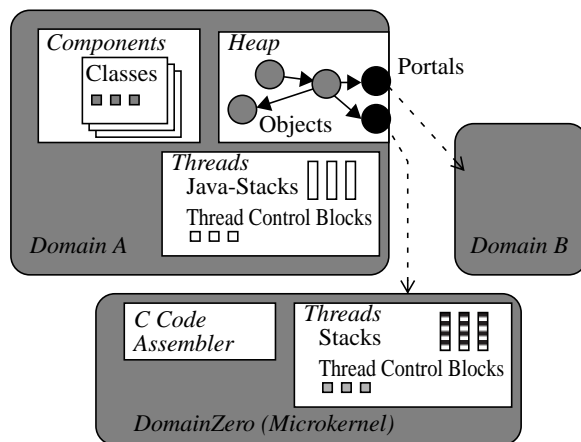 Components
Classes
Heap
Objects
Portals
Threads
Java-Stacks
Thread Control Blocks
Domain A
Domain B
C Code
Assembler
Threads
Stacks
Thread Control Blocks
DomainZero (Microkernel)